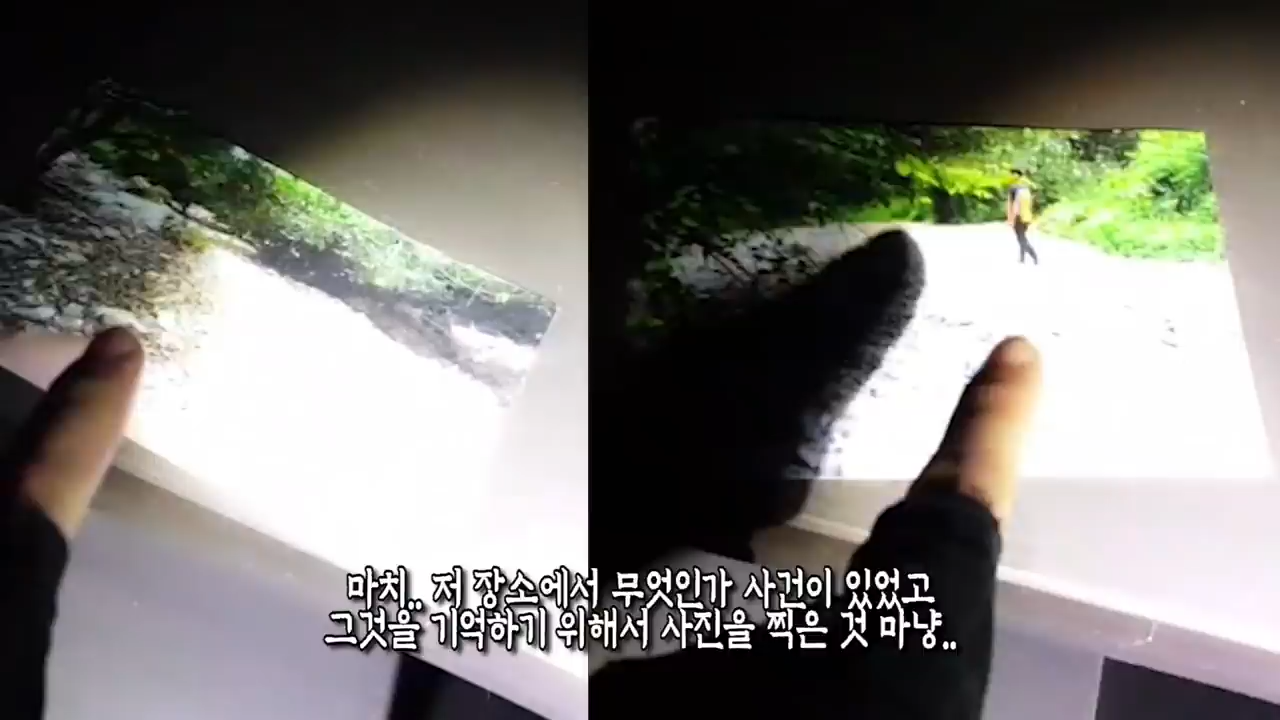 마치.. 저 장소에서 무엇인가 사건이 있었고
그것을 기억하기 위해서 사진을 찍은 것 마냥..